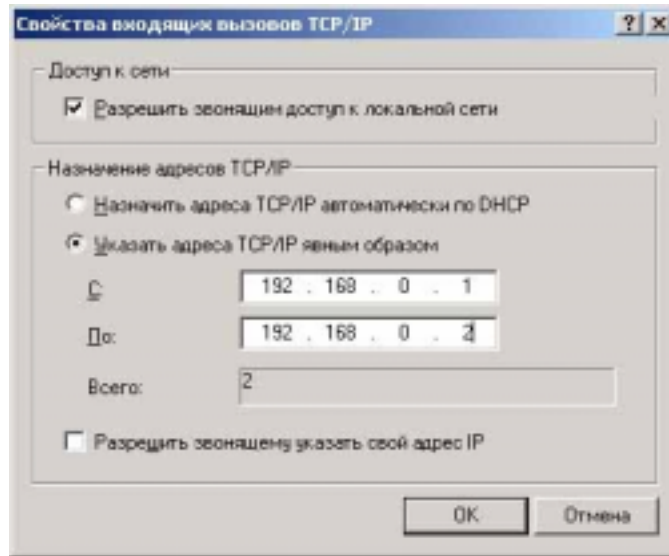 Свойства входящих вызовов TCP/IP
Доступ к сети
Разрешить звонящим доступ к локальной сети
Назначение адресов TCP/IP
Назначить адреса TCP/IP автоматически по DHCP
Указать адреса TCP/IP явным образом
С: 192 . 168 . 0 . 1
По: 192 . 168 . 0 . 2
Всего: 2
Разрешить звонящему указать свой адрес IP
OK Отмена